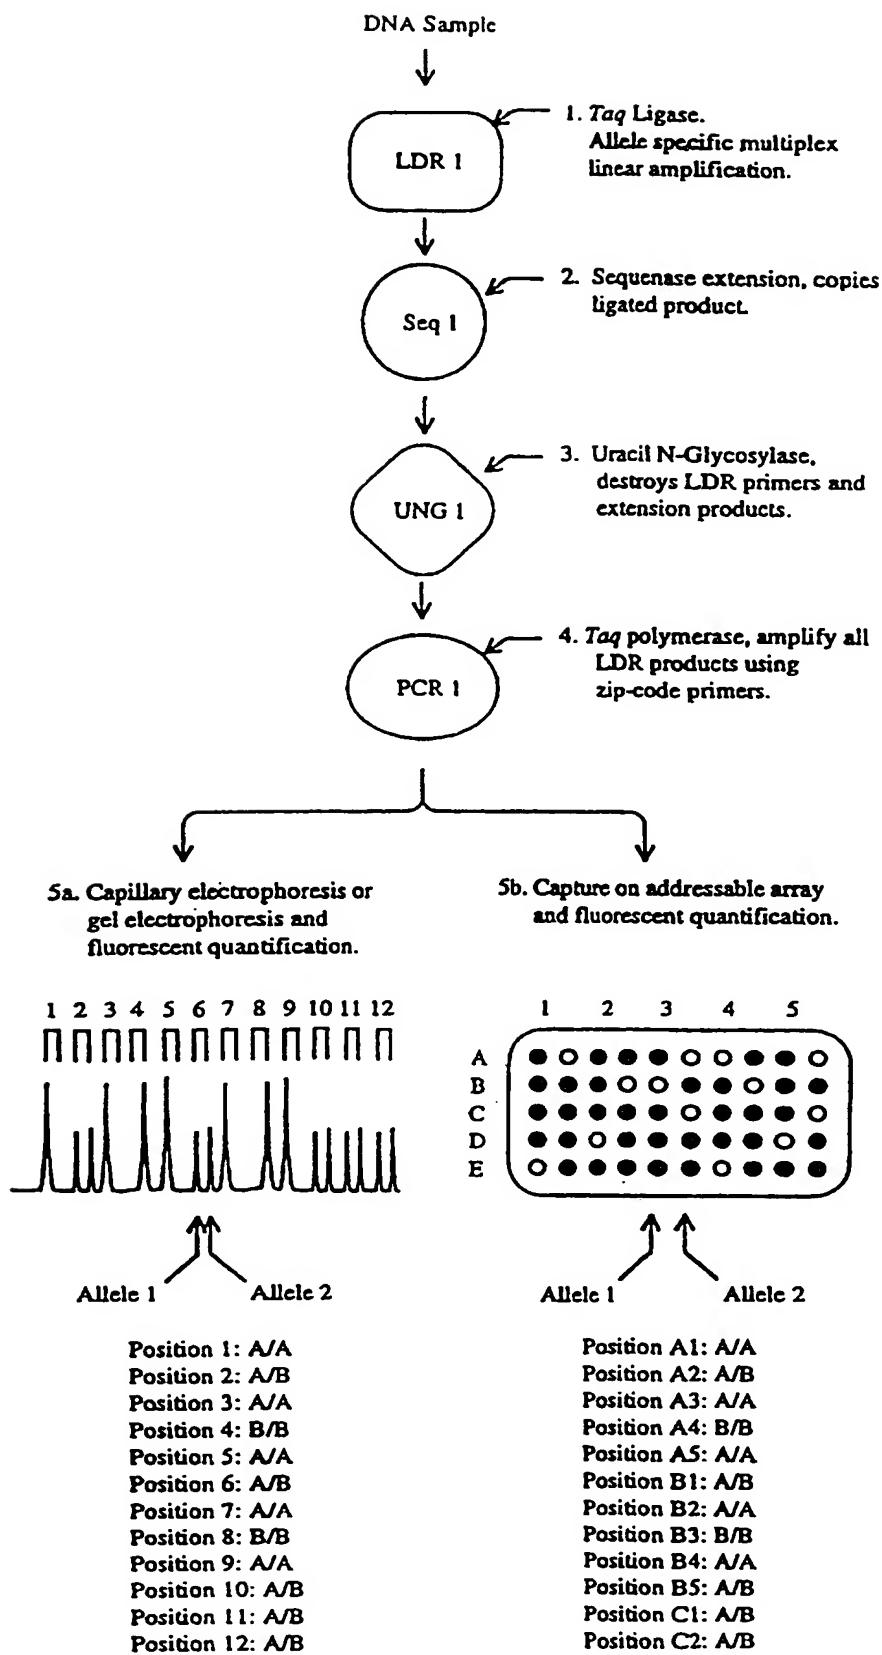 DNA Sample
1. Taq Ligase.
Allele specific multiplex
linear amplification.
LDR 1
2. Sequenase extension, copies
ligated product.
Seq 1
3. Uracil N-Glycosylase,
destroys LDR primers and
extension products.
UNG 1
4. Taq polymerase, amplify all
LDR products using
zip-code primers.
PCR 1
5a. Capillary electrophoresis or
gel electrophoresis and
fluorescent quantification.
1 2 3 4 5 6 7 8 9 10 11 12
Allele 1 Allele 2
Position 1: A/A
Position 2: A/B
Position 3: A/A
Position 4: B/B
Position 5: A/A
Position 6: A/B
Position 7: A/A
Position 8: B/B
Position 9: A/A
Position 10: A/B
Position 11: A/B
Position 12: A/B
5b. Capture on addressable array
and fluorescent quantification.
1 2 3 4 5
A
B
C
D
E
Allele 1 Allele 2
Position A1: A/A
Position A2: A/B
Position A3: A/A
Position A4: B/B
Position A5: A/A
Position B1: A/B
Position B2: A/A
Position B3: B/B
Position B4: A/A
Position B5: A/B
Position C1: A/B
Position C2: A/B